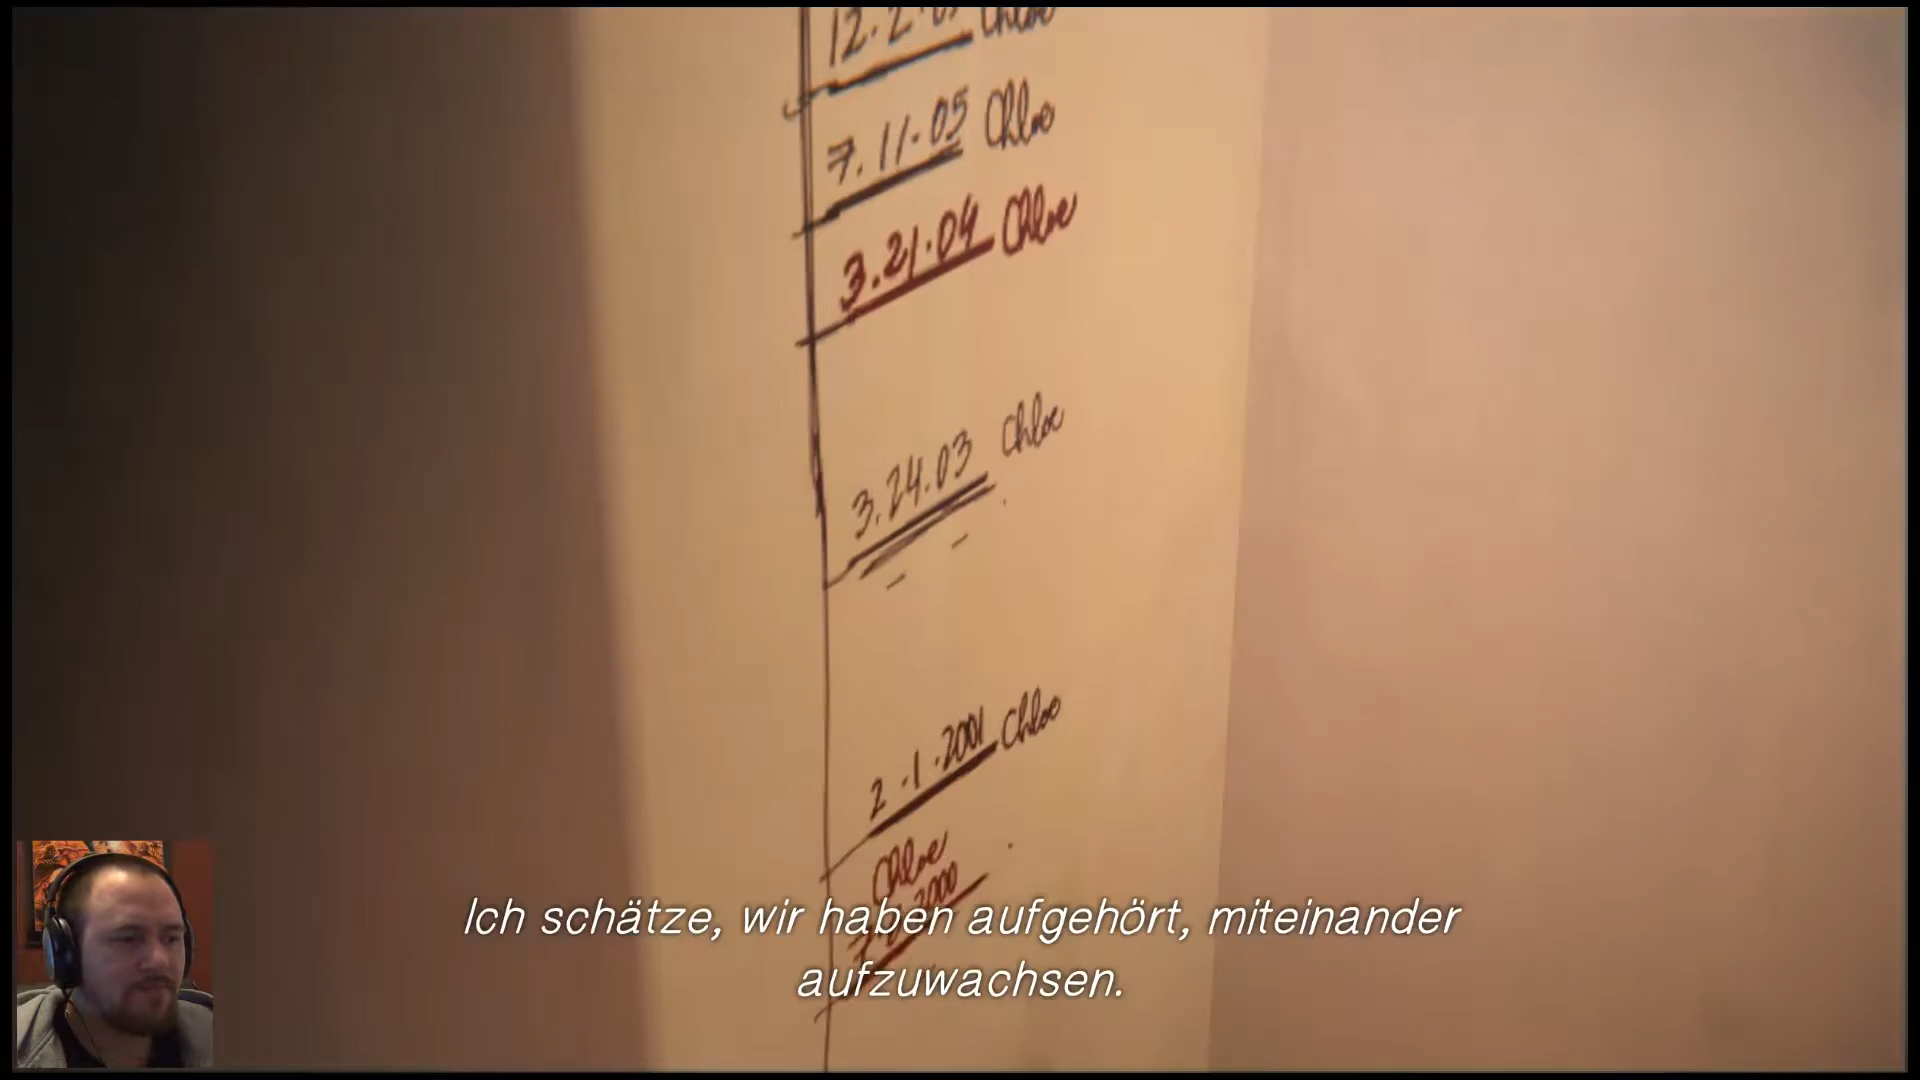 Chloe
7.11.05 Chloe
3.21.04 Chloe
3.24.03 Chloe
2.1.2001 Chloe
Chloe
Ich schätze, wir haben aufgehört, miteinander
aufzuwachsen.